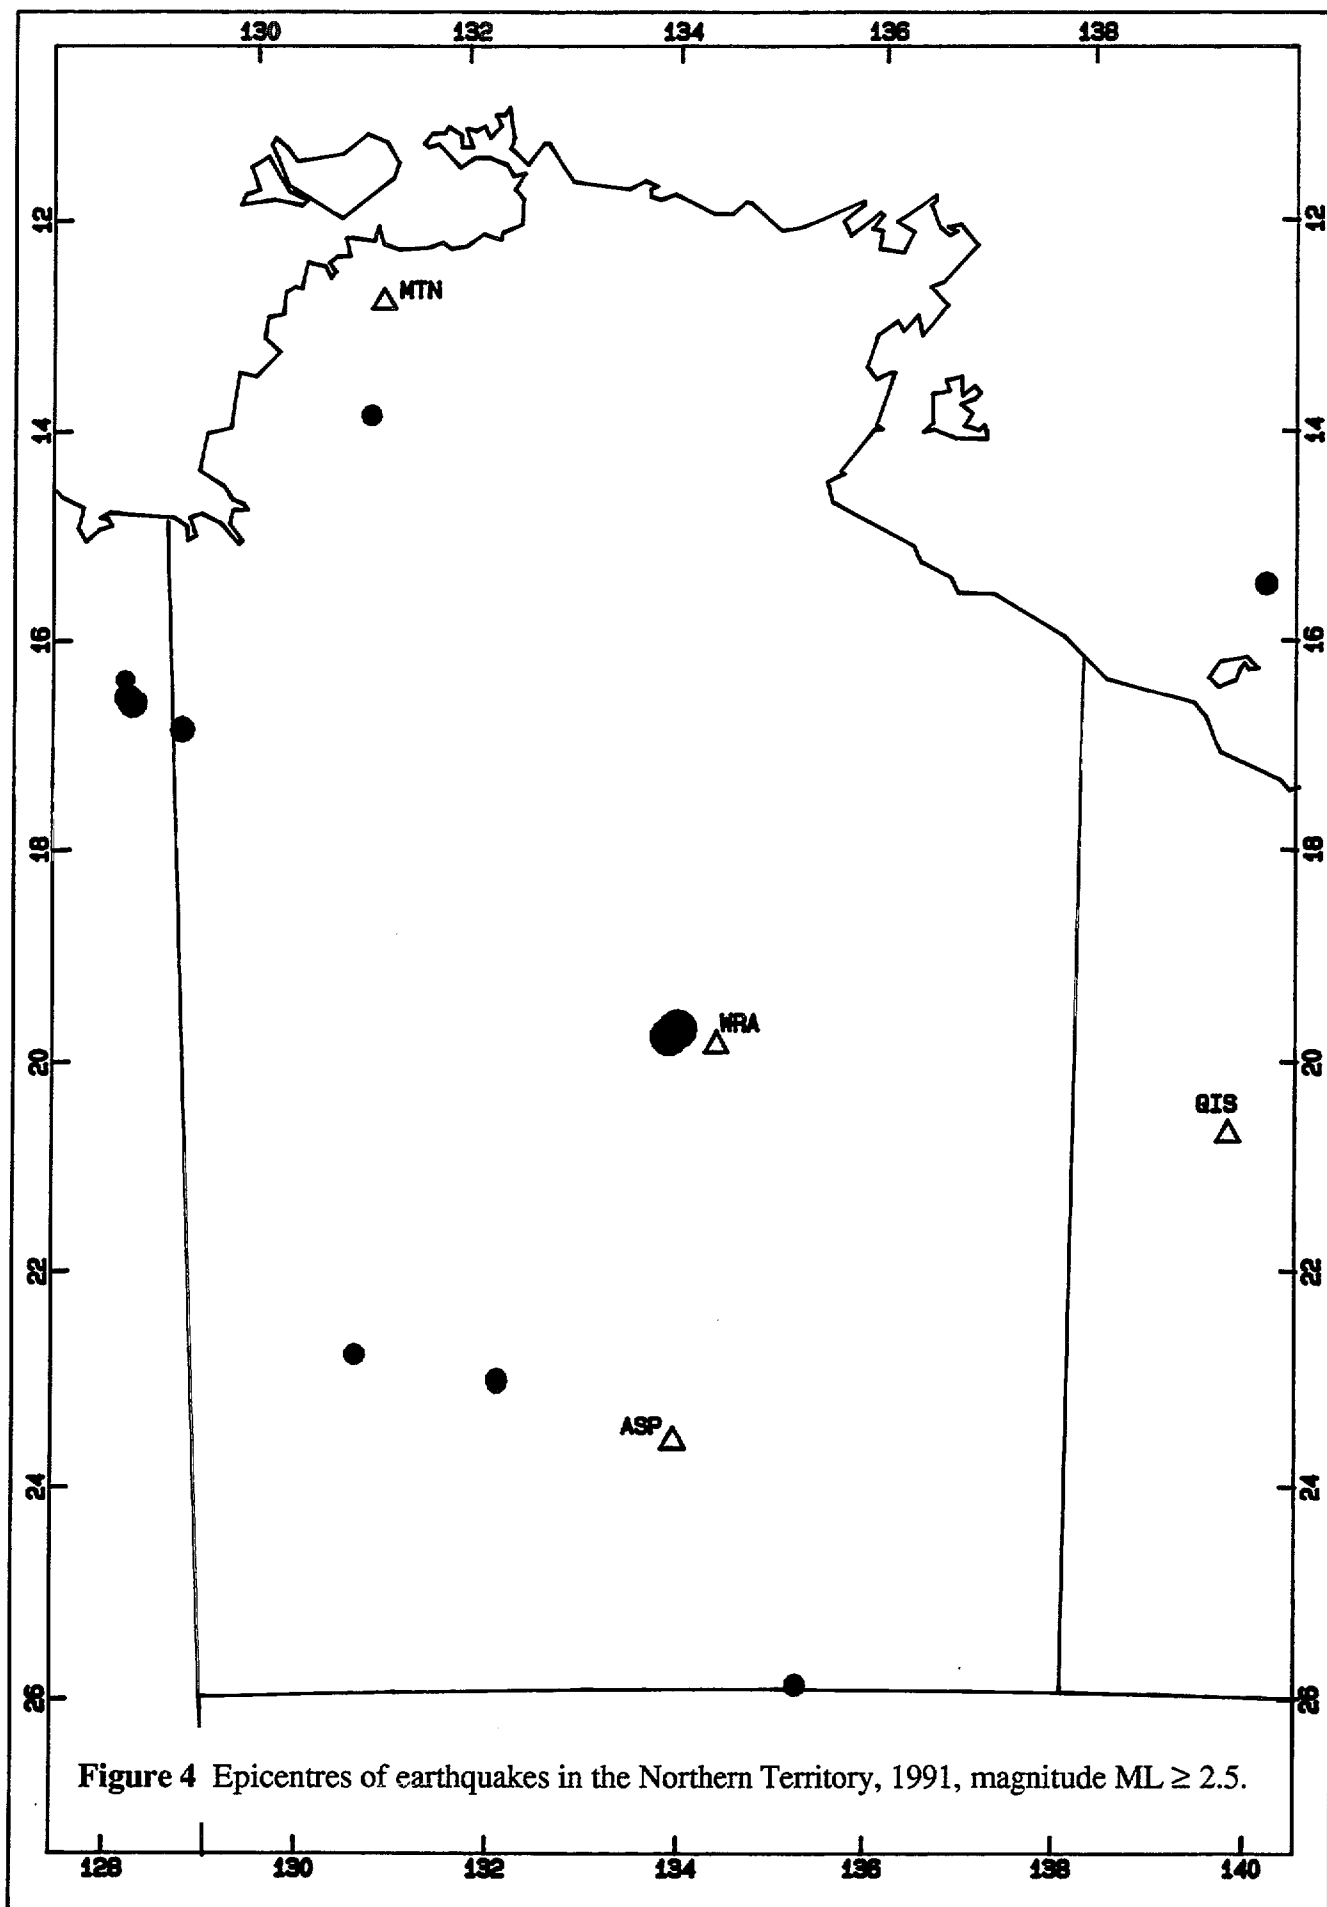 130 132 134 136 138
12 12
MTN
14 14
16 16
18 18
WRA
20 20
QIS
22 22
ASP
24 24
26 26
Figure 4 Epicentres of earthquakes in the Northern Territory, 1991, magnitude ML ≥ 2.5.
128 130 132 134 136 138 140